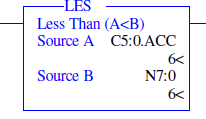 LES
Less Than (A<B)
Source A C5:0.ACC
6<
Source B N7:0
6<